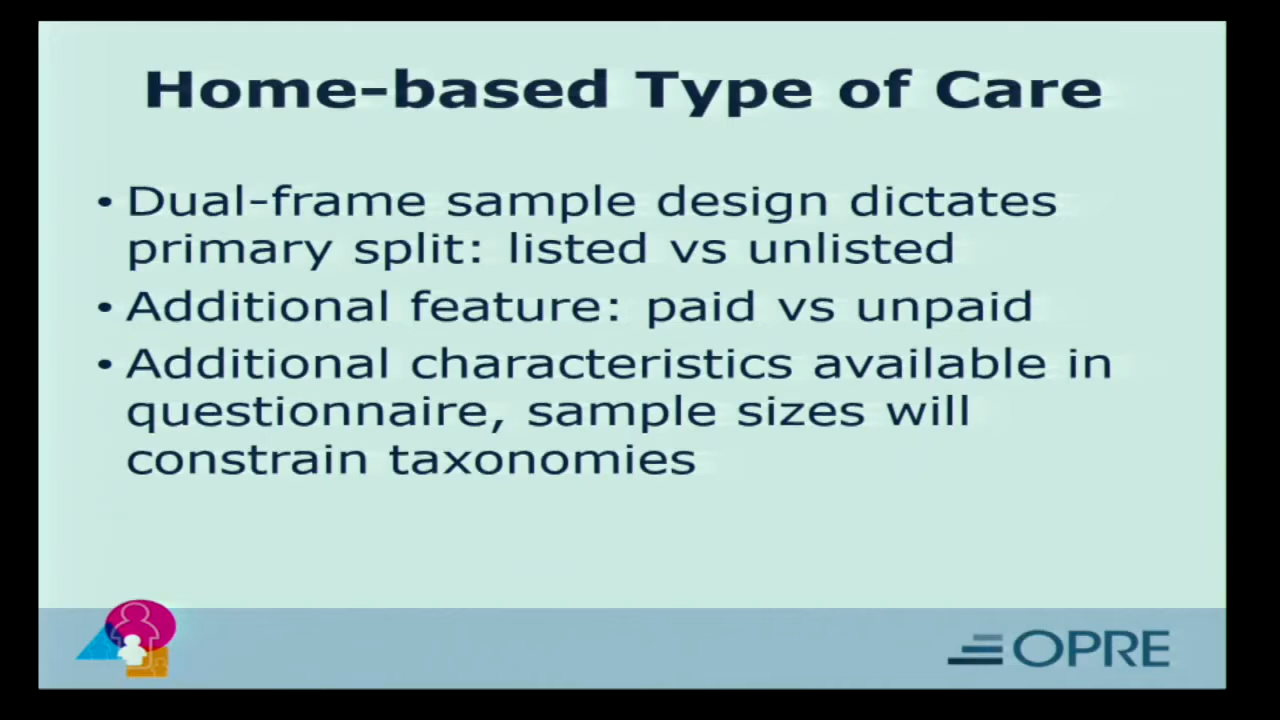 Home-based Type of Care
• Dual-frame sample design dictates
primary split: listed vs unlisted
• Additional feature: paid vs unpaid
• Additional characteristics available in
questionnaire, sample sizes will
constrain taxonomies
OPRE